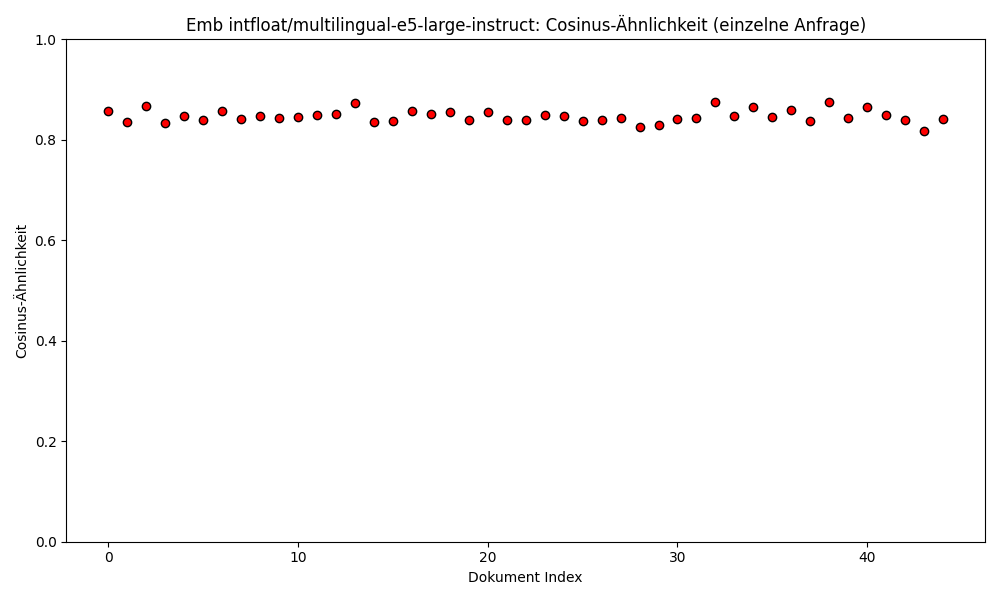 Emb intfloat/multilingual-e5-large-instruct: Cosinus-Ähnlichkeit (einzelne Anfrage)
Cosinus-Ähnlichkeit
1.0
0.8
0.6
0.4
0.2
0.0
0 10 20 30 40
Dokument Index